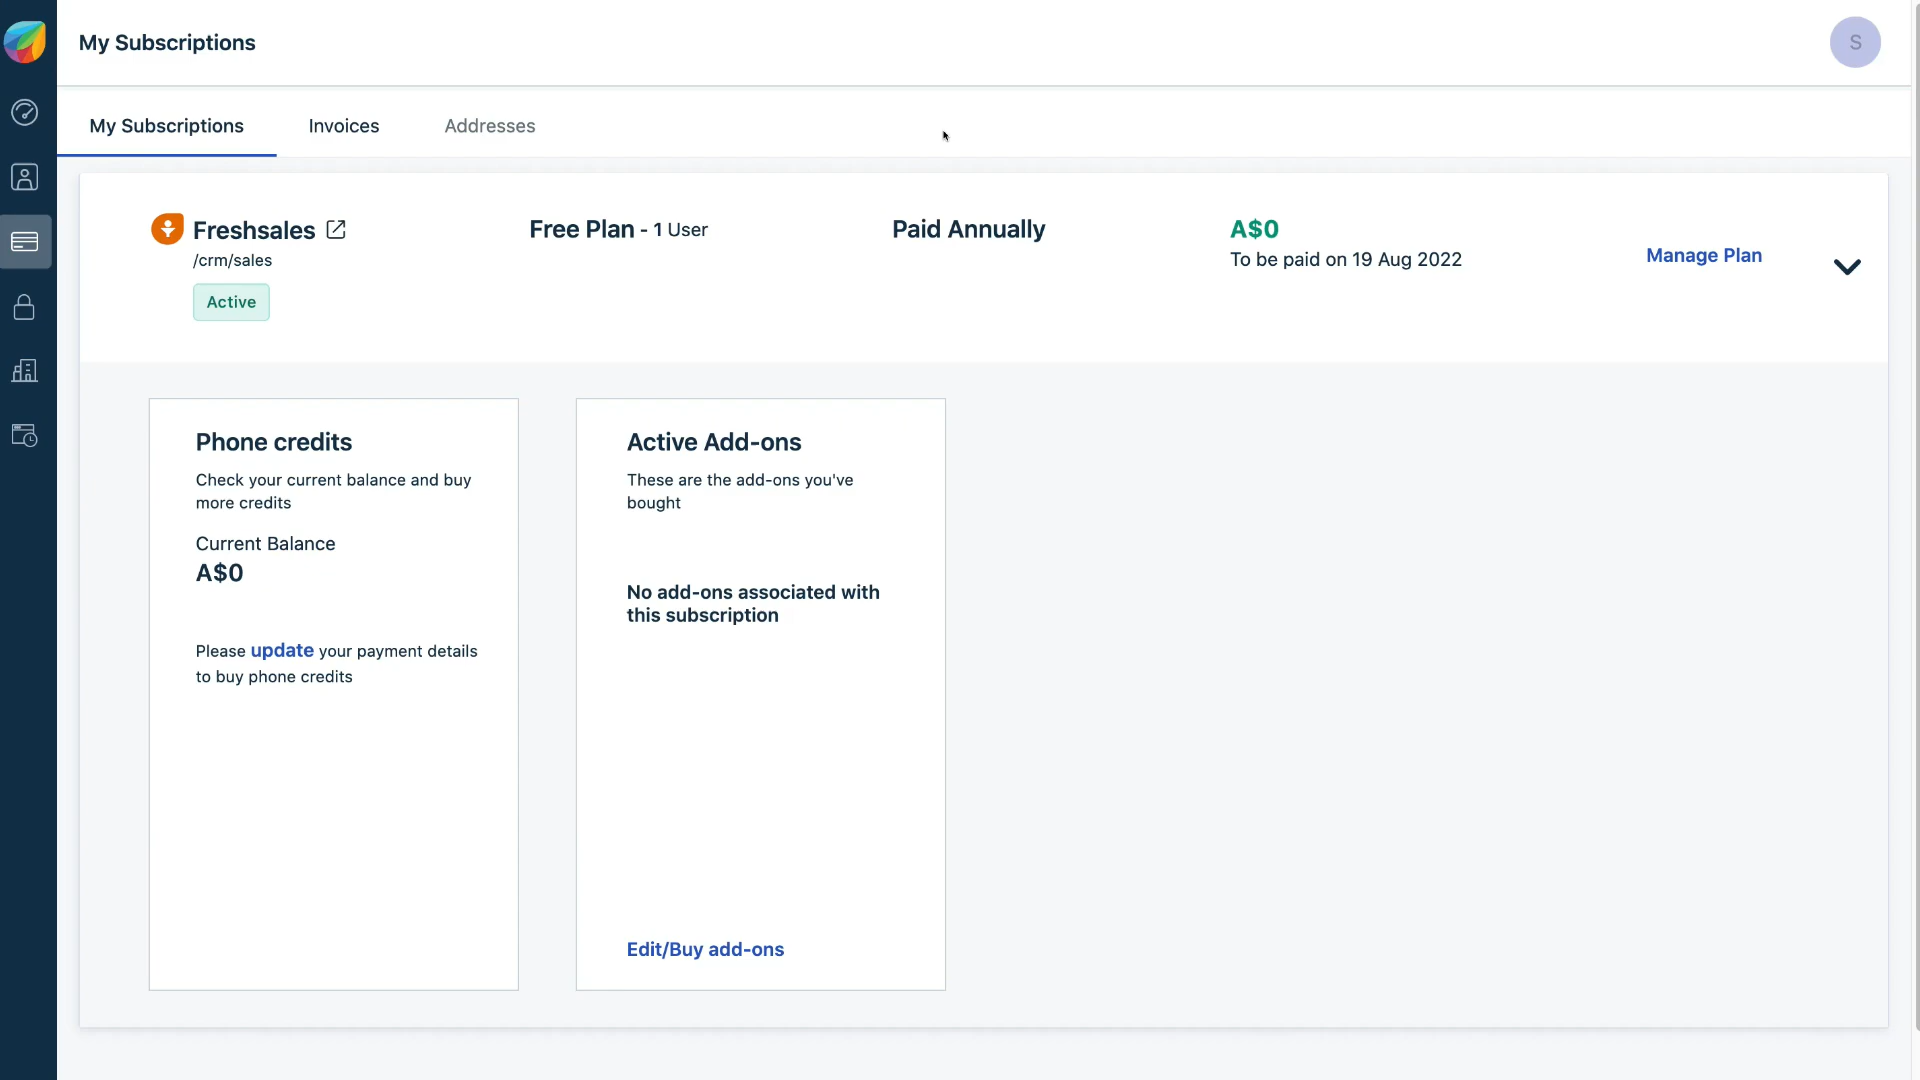 My Subscriptions
S
My Subscriptions
Invoices
Addresses
Freshsales
/crm/sales
Active
Free Plan - 1 User
Paid Annually
A$0
To be paid on 19 Aug 2022
Manage Plan
Phone credits
Check your current balance and buy
more credits
Current Balance
A$0
Please update your payment details
to buy phone credits
Active Add-ons
These are the add-ons you've
bought
No add-ons associated with
this subscription
Edit/Buy add-ons